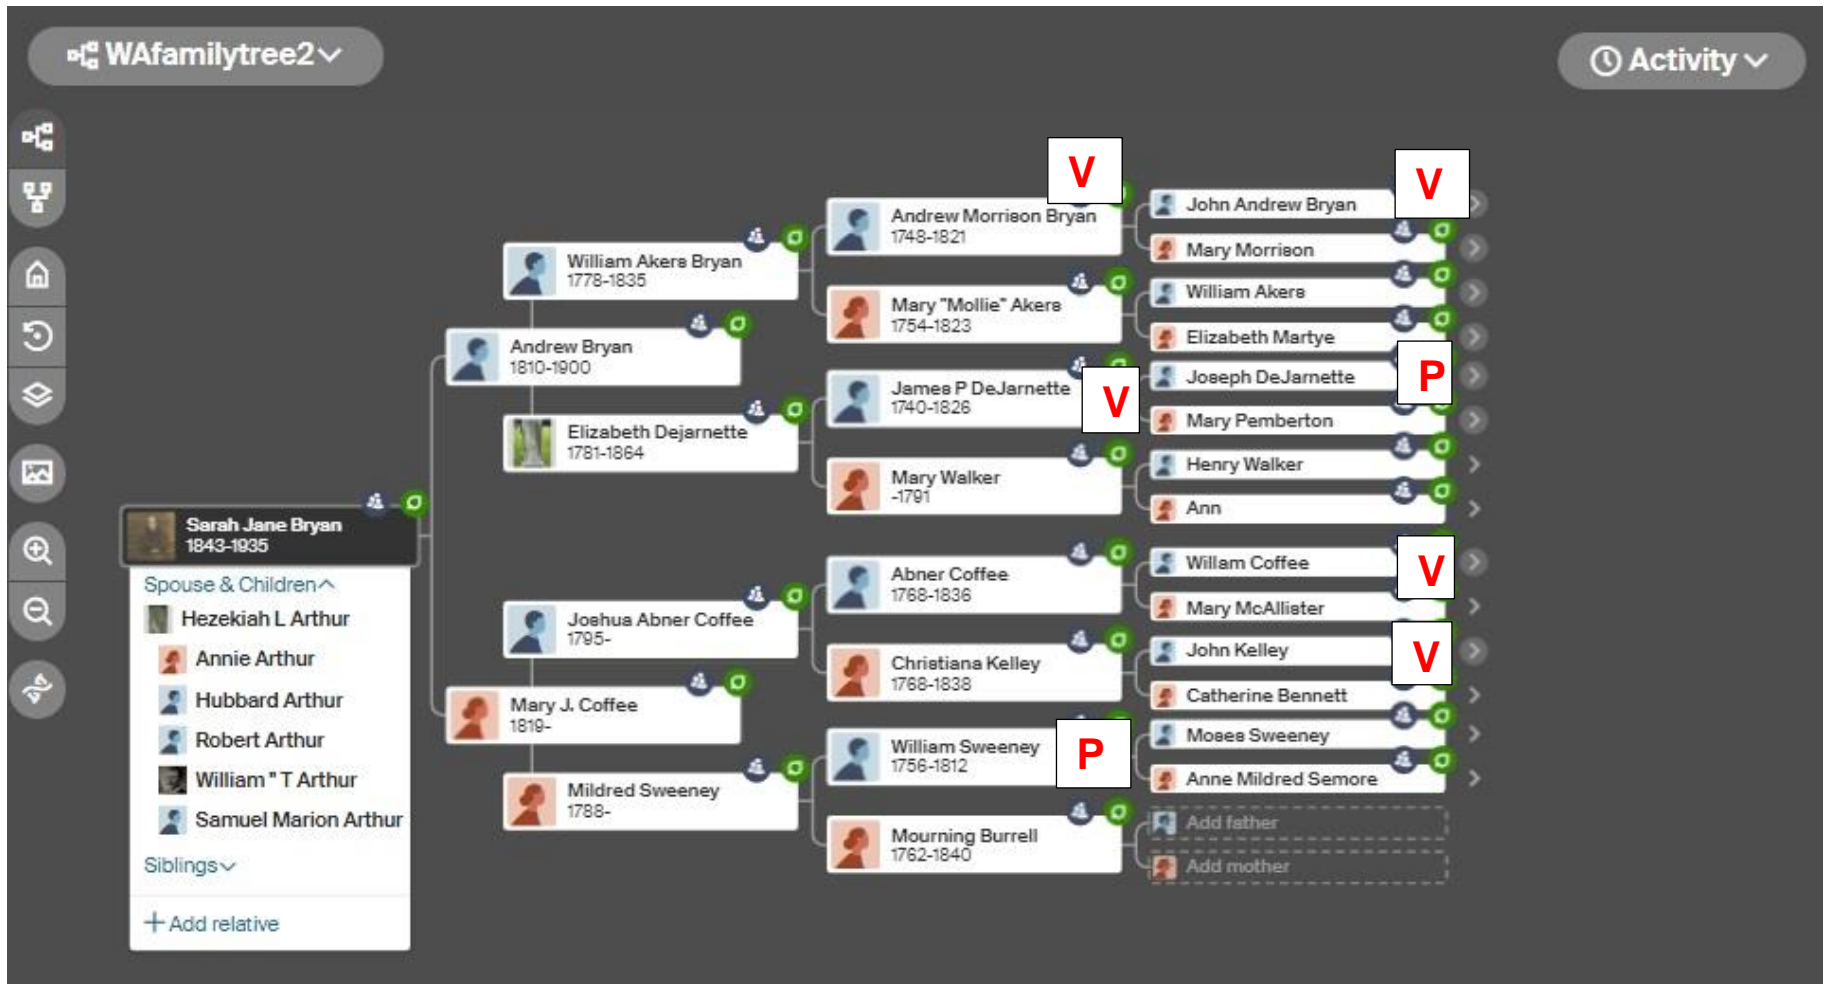 WAfamilytree2
Activity
V
V
John Andrew Bryan
Andrew Morrison Bryan
1748-1821
Mary Morrison
William Akers Bryan
1778-1835
William Akers
Mary "Mollie" Akers
1754-1823
Elizabeth Martye
Andrew Bryan
1810-1900
P
Joseph DeJarnette
James P DeJarnette
1740-1826
V
Mary Pemberton
Elizabeth Dejarnette
1781-1864
Henry Walker
Mary Walker
-1791
Ann
Sarah Jane Bryan
1843-1935
Willam Coffee
V
Abner Coffee
1768-1836
Mary McAllister
Spouse & Children
Hezekiah L Arthur
Joshua Abner Coffee
1795-
John Kelley
V
Annie Arthur
Christiana Kelley
1768-1838
Catherine Bennett
Hubbard Arthur
Mary J. Coffee
1819-
Robert Arthur
Moses Sweeney
William Sweeney
1756-1812
P
William " T Arthur
Anne Mildred Semore
Mildred Sweeney
1788-
Samuel Marion Arthur
Add father
Mourning Burrell
1762-1840
Add mother
Siblings
Add relative